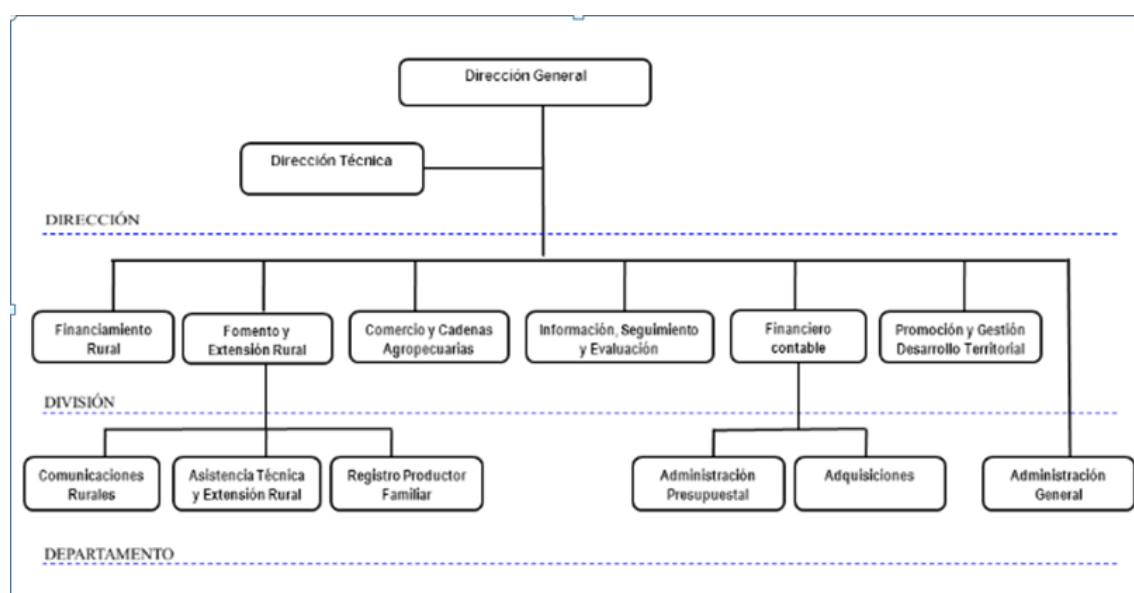 Dirección General
Dirección Técnica
DIRECCIÓN
Financiamiento
Rural
Fomento y
Extensión Rural
Comercio y Cadenas
Agropecuarias
Información, Seguimiento
y Evaluación
Financiero
contable
Promoción y Gestión
Desarrollo Territorial
DIVISIÓN
Comunicaciones
Rurales
Asistencia Técnica
y Extensión Rural
Registro Productor
Familiar
Administración
Presupuestal
Adquisiciones
Administración
General
DEPARTAMENTO